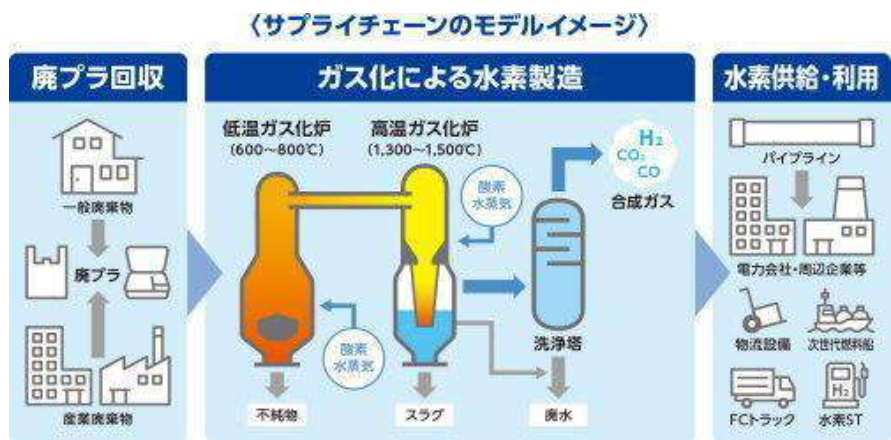 〈サプライチェーンのモデルイメージ〉
廃プラ回収
一般廃棄物
廃プラ
産業廃棄物
ガス化による水素製造
低温ガス化炉
(600~800℃)
高温ガス化炉
(1,300~1,500℃)
酸素
水蒸気
酸素
水蒸気
H₂
CO₂
CO
合成ガス
洗浄塔
不純物
スラグ
廃水
水素供給・利用
パイプライン
電力会社・周辺企業等
物流設備
次世代燃料船
FCトラック
H₂
水素ST